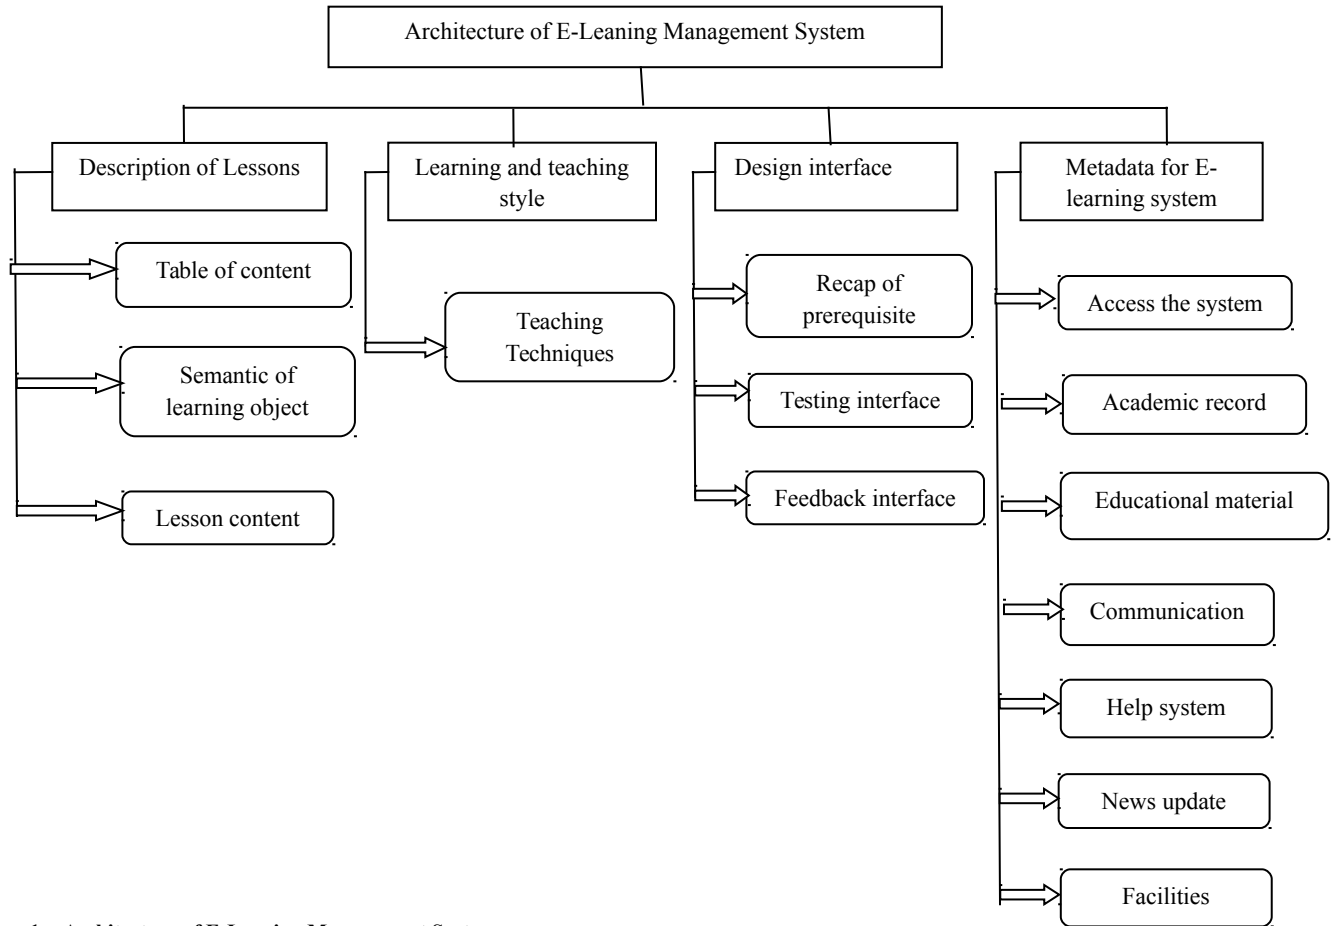 Architecture of E-Leaning Management System
Description of Lessons
Learning and teaching
style
Design interface
Metadata for E-
learning system
Table of content
Semantic of
learning object
Lesson content
Teaching
Techniques
Recap of
prerequisite
Testing interface
Feedback interface
Access the system
Academic record
Educational material
Communication
Help system
News update
Facilities